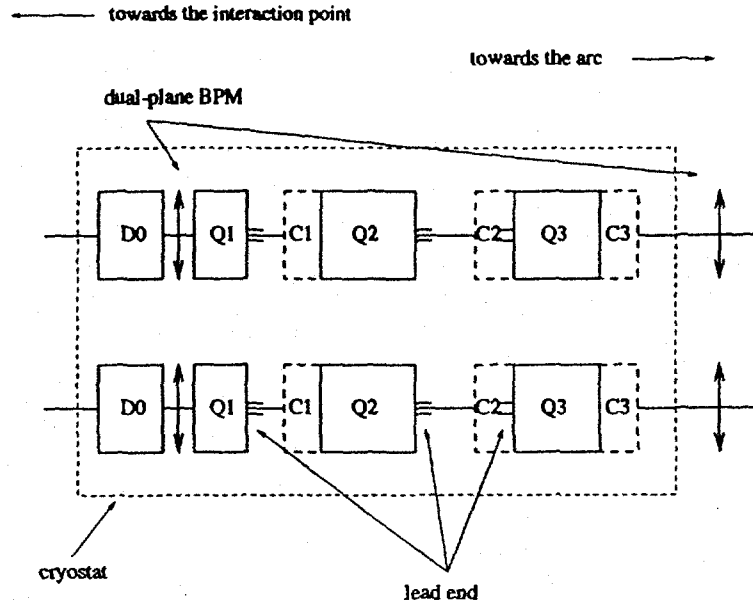 towards the interaction point
towards the arc
dual-plane BPM
D0 Q1 C1 Q2 C2 Q3 C3
D0 Q1 C1 Q2 C2 Q3 C3
cryostat
lead end